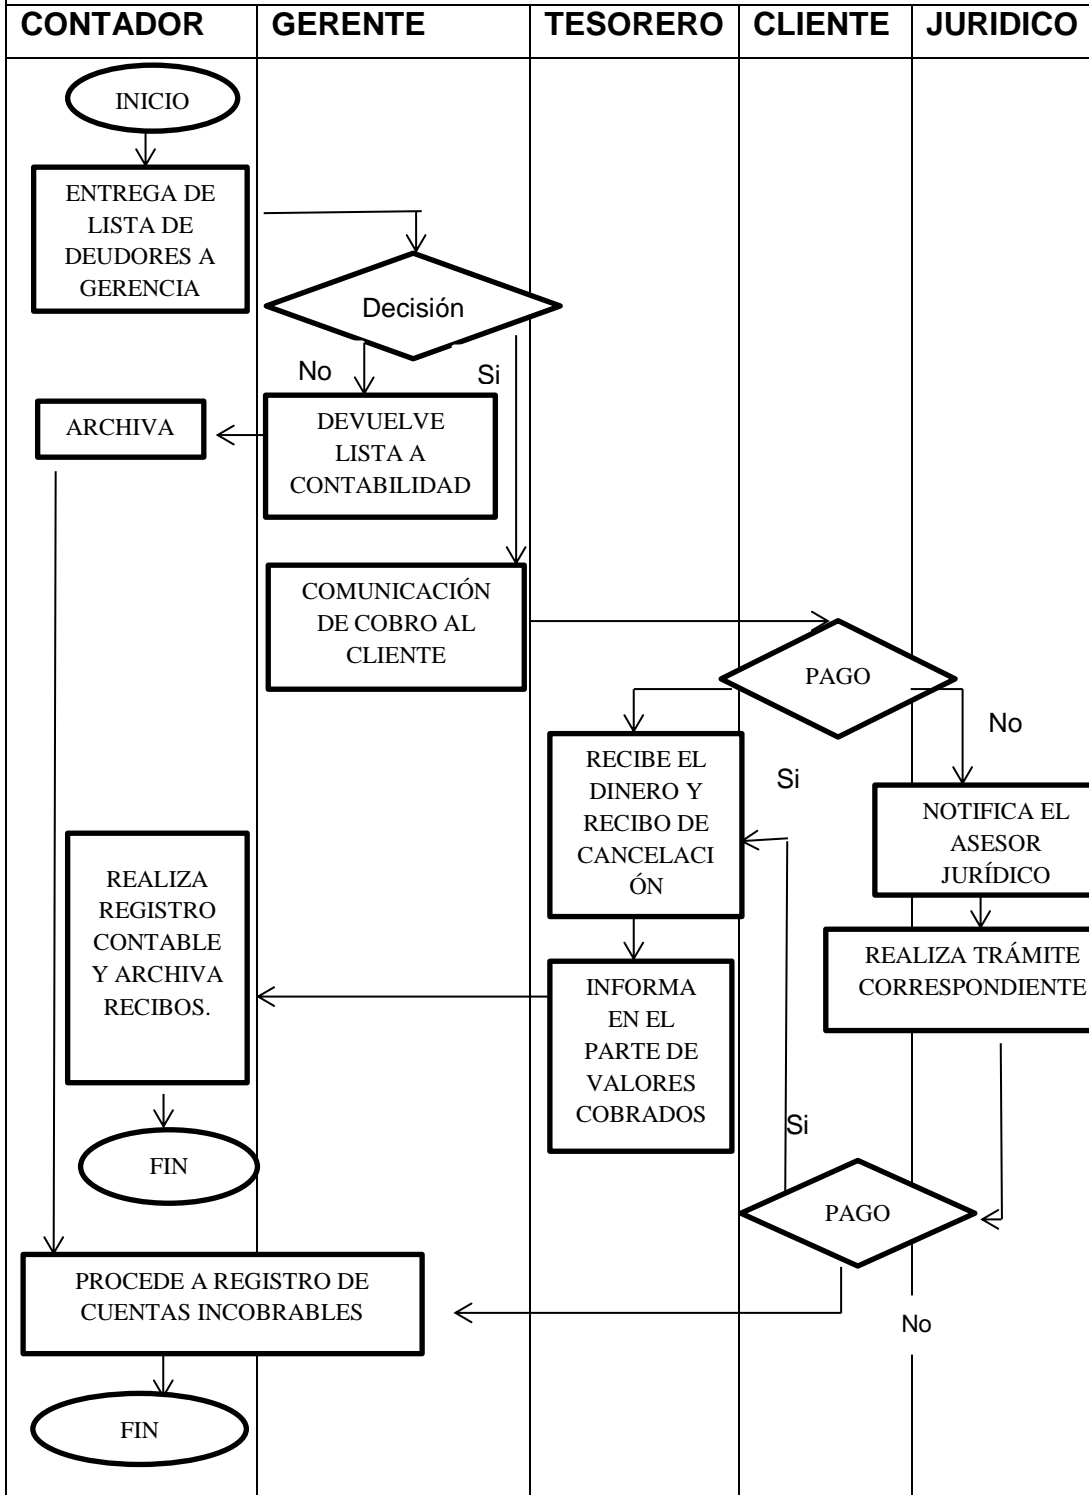 CONTADOR GERENTE TESORERO CLIENTE JURIDICO
INICIO
ENTREGA DE
LISTA DE
DEUDORES A
GERENCIA
Decisión
No
Si
ARCHIVA
DEVUELVE
LISTA A
CONTABILIDAD
COMUNICACIÓN
DE COBRO AL
CLIENTE
PAGO
No
Si
RECIBE EL
DINERO Y
RECIBO DE
CANCELACI
ÓN
NOTIFICA EL
ASESOR
JURÍDICO
REALIZA
REGISTRO
CONTABLE
Y ARCHIVA
RECIBOS.
REALIZA TRÁMITE
CORRESPONDIENTE
INFORMA
EN EL
PARTE DE
VALORES
COBRADOS
Si
FIN
PAGO
PROCEDE A REGISTRO DE
CUENTAS INCOBRABLES
No
FIN